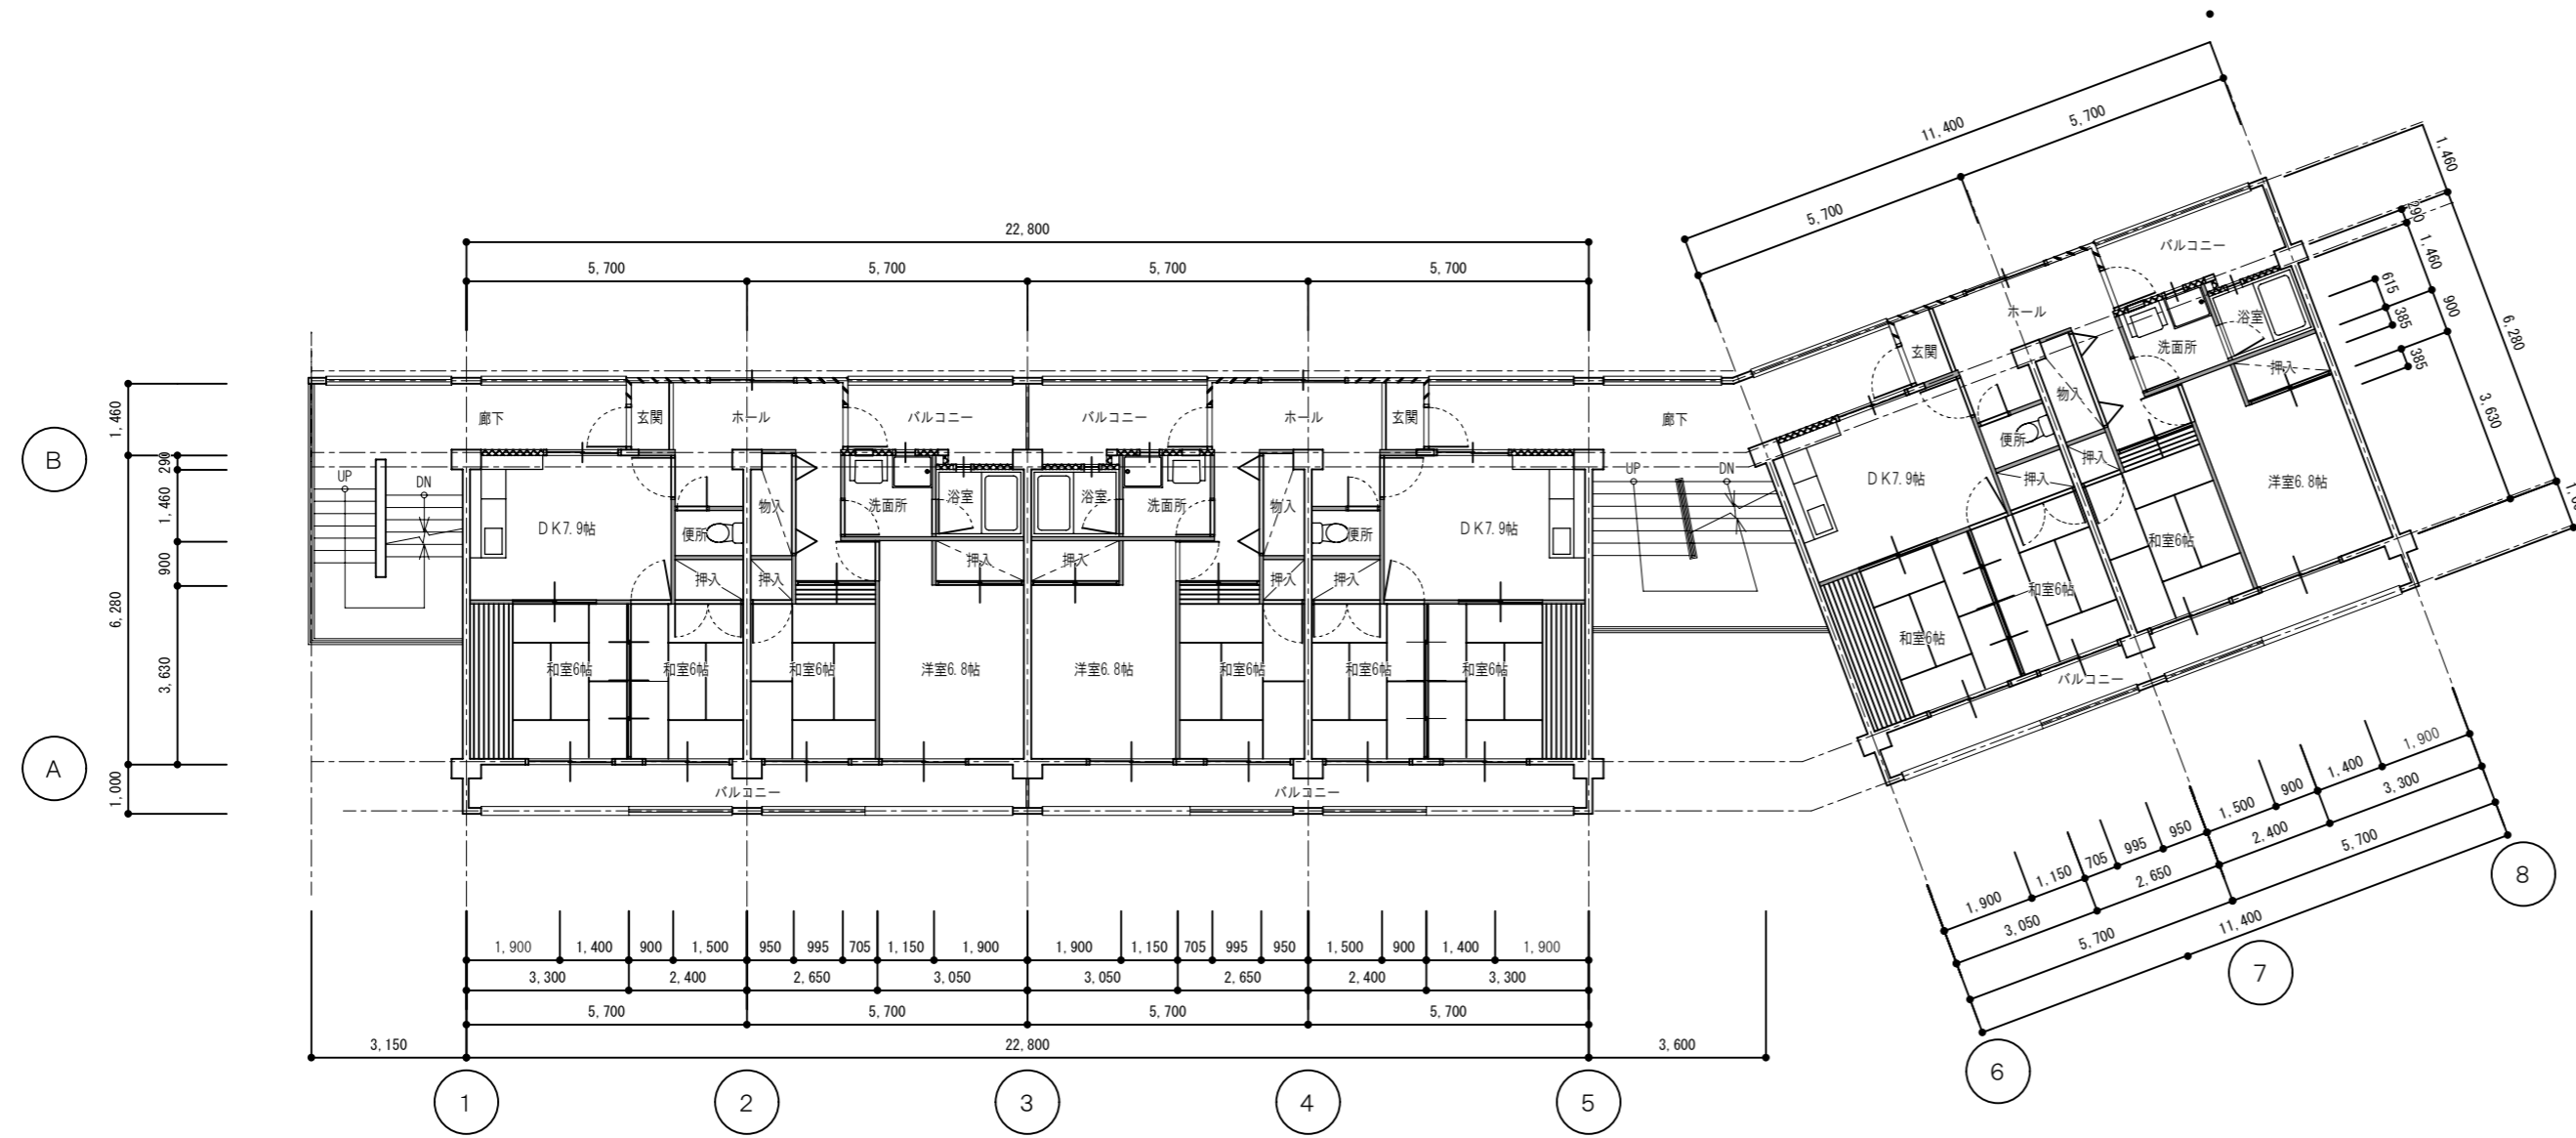 11,400
5,700
5,700
1,460
290
1,460
900
3,630
6,280
615
385
385
22,800
5,700 5,700 5,700 5,700
バルコニー
ホール
浴室
玄関
洗面所
押入
物入
便所
押入
押入
DK7.9帖
洋室6.8帖
和室6帖
和室6帖
和室6帖
バルコニー
B
1,460
290
1,460
900
3,630
6,280
A
1,000
廊下 玄関 ホール バルコニー バルコニー ホール 玄関 廊下
UP DN 物入 洗面所 浴室 浴室 洗面所 物入 UP DN
DK7.9帖 便所 便所 DK7.9帖
押入 押入 押入 押入 押入 押入
和室6帖 和室6帖 和室6帖 洋室6.8帖 洋室6.8帖 和室6帖 和室6帖 和室6帖
バルコニー バルコニー
1,900 1,400 900 1,500 950 995 705 1,150 1,900 1,900 1,150 705 995 950 1,500 900 1,400 1,900
3,300 2,400 2,650 3,050 3,050 2,650 2,400 3,300
5,700 5,700 5,700 5,700
3,150 22,800 3,600
1 2 3 4 5
1,900 1,150 705 995 950 1,500 900 1,400 1,900
3,050 2,650 2,400 3,300
5,700 5,700
11,400
6 7 8